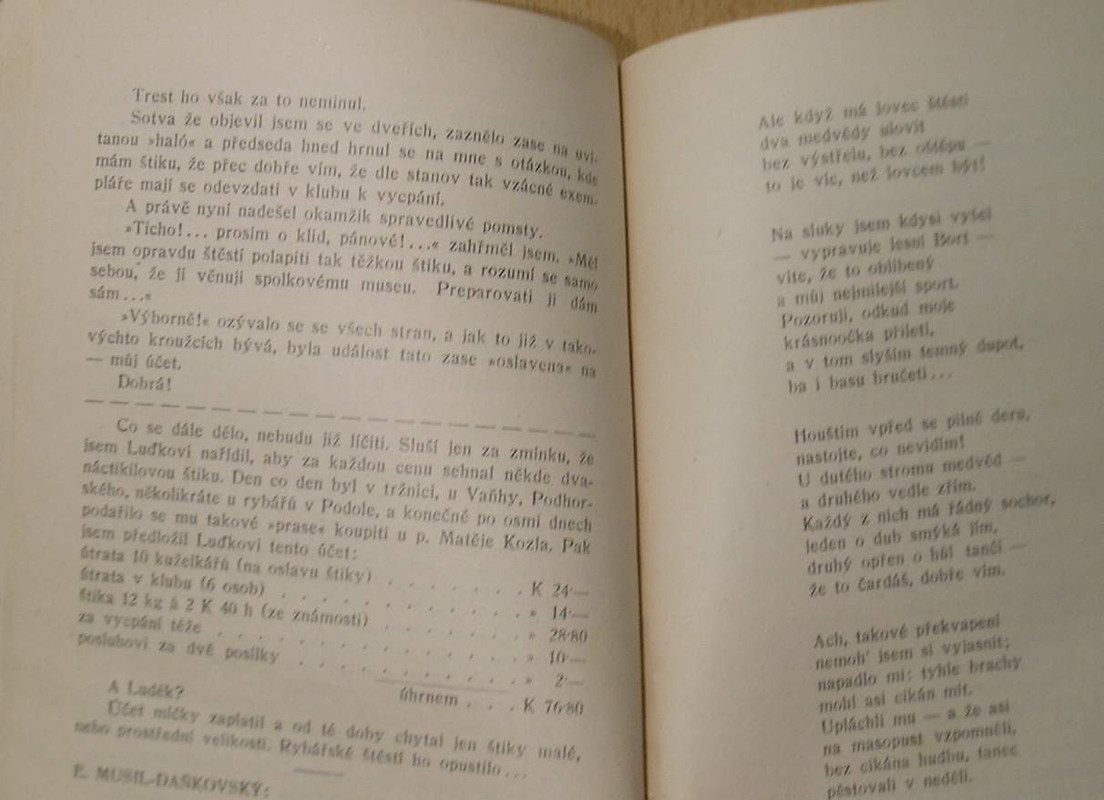 Trest ho však za to neminul.
Sotva že objevil jsem se ve dveřích, zaznělo zase na uví-
tanou »haló« a předseda hned hrnul se na mne s otázkou, kde
mám štiku, že přec dobře vím, že dle stanov tak vzácné exem-
pláře mají se odevzdati v klubu k vycpání.
A právě nyní nadešel okamžik spravedlivé pomsty.
»Ticho!... prosím o klid, pánové!...« zahřměl jsem. »Měl
jsem opravdu štěstí polapiti tak těžkou štiku, a rozumí se samo
sebou, že ji věnuji spolkovému museu. Preparovati ji dám
sám...«
»Výborně!« ozývalo se se všech stran, a jak to již v tako-
výchto kroužcích bývá, byla událost tato zase »oslavena« na
— můj účet.
Dobrá!
Co se dále dělo, nebudu již líčiti. Sluší jen za zmínku, že
jsem Luďkovi nařídil, aby za každou cenu sehnal někde dva-
náctikilovou štiku. Den co den byl v tržnici, u Vaňhy, Podhor-
ského, několikráte u rybářů v Podole, a konečně po osmi dnech
podařilo se mu takové »prase« koupiti u p. Matěje Kozla. Pak
jsem předložil Luďkovi tento účet:
útrata 10 kuželkářů (na oslavu štiky) . . . . . . . K 24·—
útrata v klubu (6 osob) . . . . . . . . . . . . » 14·—
štika 12 kg à 2 K 40 h (ze známosti) . . . . . . » 28·80
za vycpání téže . . . . . . . . . . . . » 10·—
posluhovi za dvě posílky . . . . . . . . . » 2·—
úhrnem . . . K 76·80
A Luděk?
Účet mlčky zaplatil a od té doby chytal jen štiky malé,
nebo prostřední velikosti. Rybářské štěstí ho opustilo...
E. MUSIL-DAŇKOVSKÝ:
Ale když má lovec štěstí
dva medvědy ulovit
bez výstřelu, bez oštěpu —
to je víc, než lovcem být!
Na sluky jsem kdysi vyšel
— vypravuje lesní Bort —
víte, že to oblíbený
a můj nejmilejší sport.
Pozoruji, odkud moje
krásnoočka přiletí,
a v tom slyším temný dupot,
ba i basu bručeti...
Houštím vpřed se pilně deru,
nastojte, co nevidím!
U dutého stromu medvěd —
a druhého vedle zřím.
Každý z nich má řádný sochor,
jeden o dub smýká jím,
druhý opřen o hůl tančí —
že to čardáš, dobře vím.
Ach, takové překvapení
nemoh' jsem si vyjasnit;
napadlo mi: tyhle brachy
mohl asi cikán mít.
Upláchli mu — a že asi
na masopust vzpomněli,
bez cikána hudbu, tanec
pěstovali v neděli.